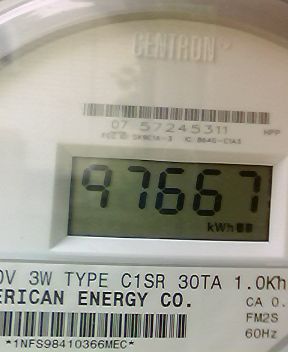 CENTRON
07 57245311
97667
kWh
0V 3W TYPE C1SR 30TA 1.0Kh
ERICAN ENERGY CO.
CA 0.
FM2S
60Hz
*1NFS98410366MEC*